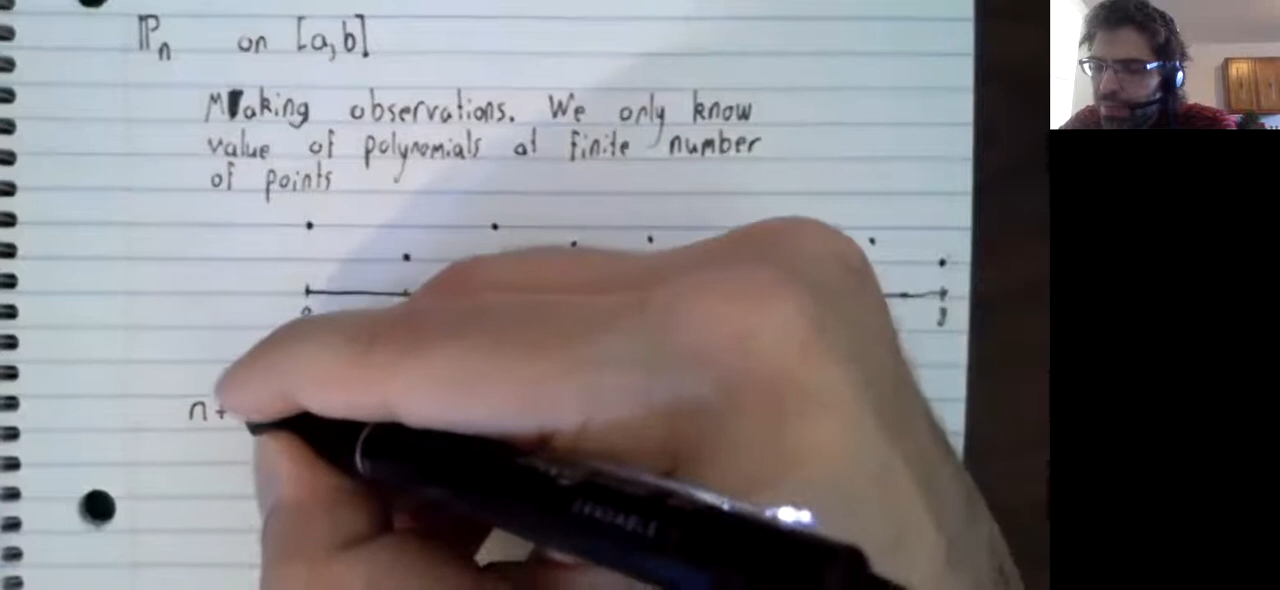 ℙn on [a,b]
Making observations. We only know
value of polynomials at finite number
of points
n+